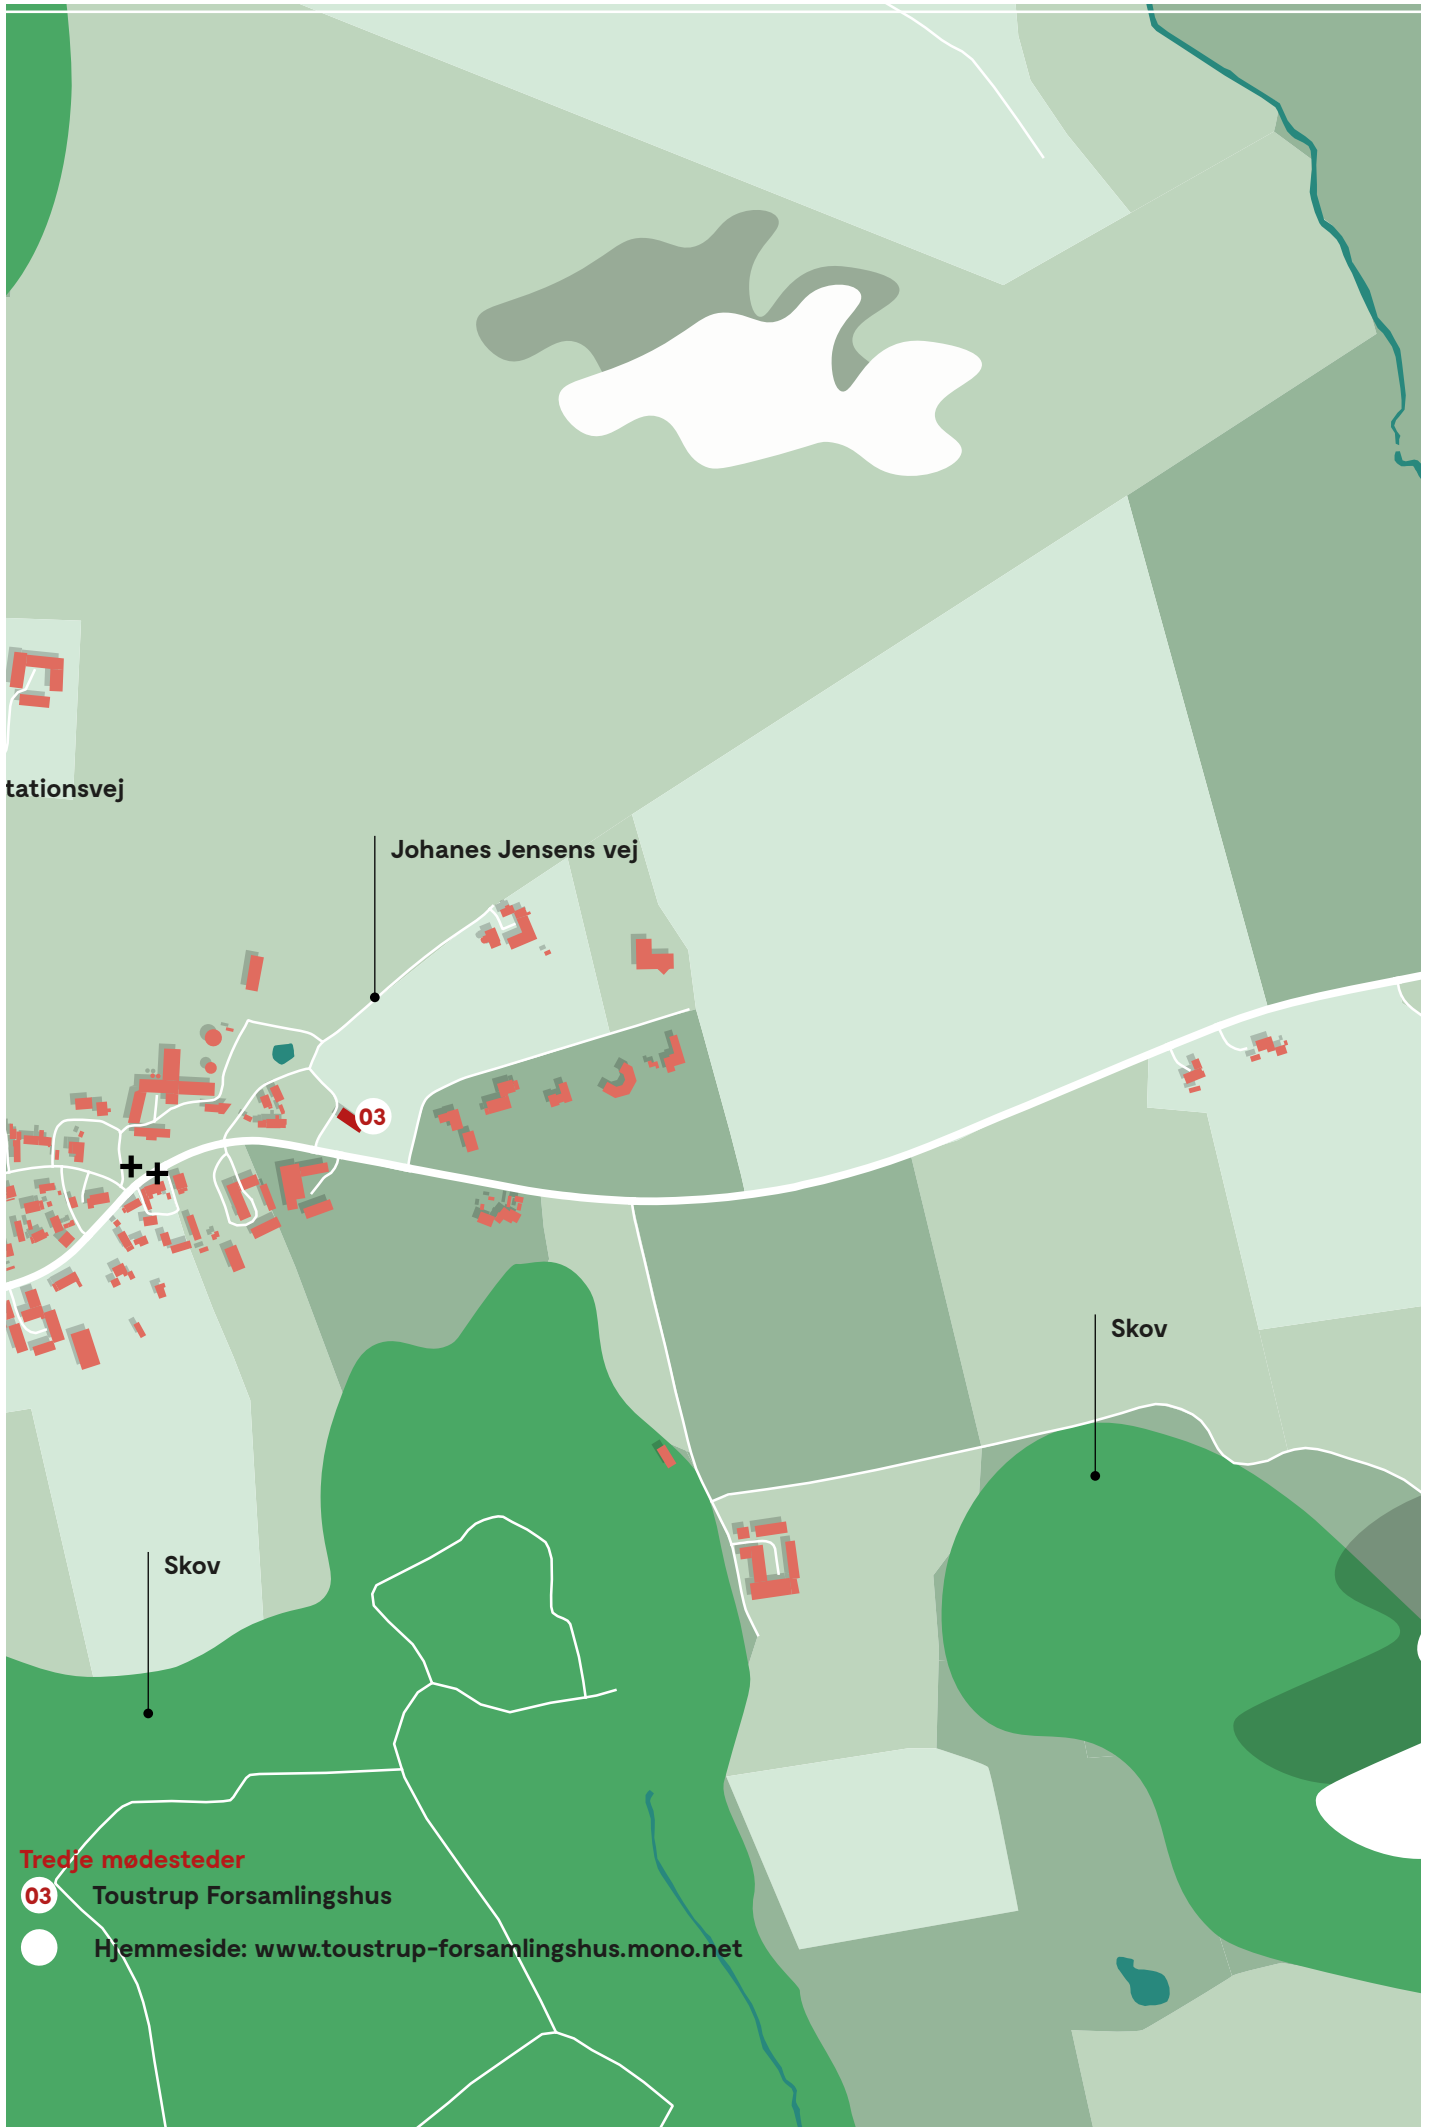 tationsvej
Johanes Jensens vej
03
Skov
Skov
Tredje mødesteder
03 Toustrup Forsamlingshus
Hjemmeside: www.toustrup-forsamlingshus.mono.net